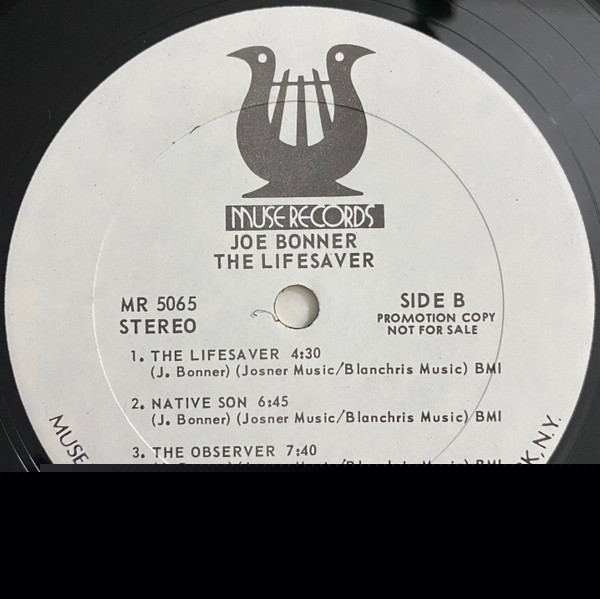 MUSE RECORDS
JOE BONNER
THE LIFESAVER
MR 5065
STEREO
SIDE B
PROMOTION COPY
NOT FOR SALE
1. THE LIFESAVER 4:30
(J. Bonner) (Josner Music/Blanchris Music) BMI
2. NATIVE SON 6:45
(J. Bonner) (Josner Music/Blanchris Music) BMI
3. THE OBSERVER 7:40
MUSE
N.Y.